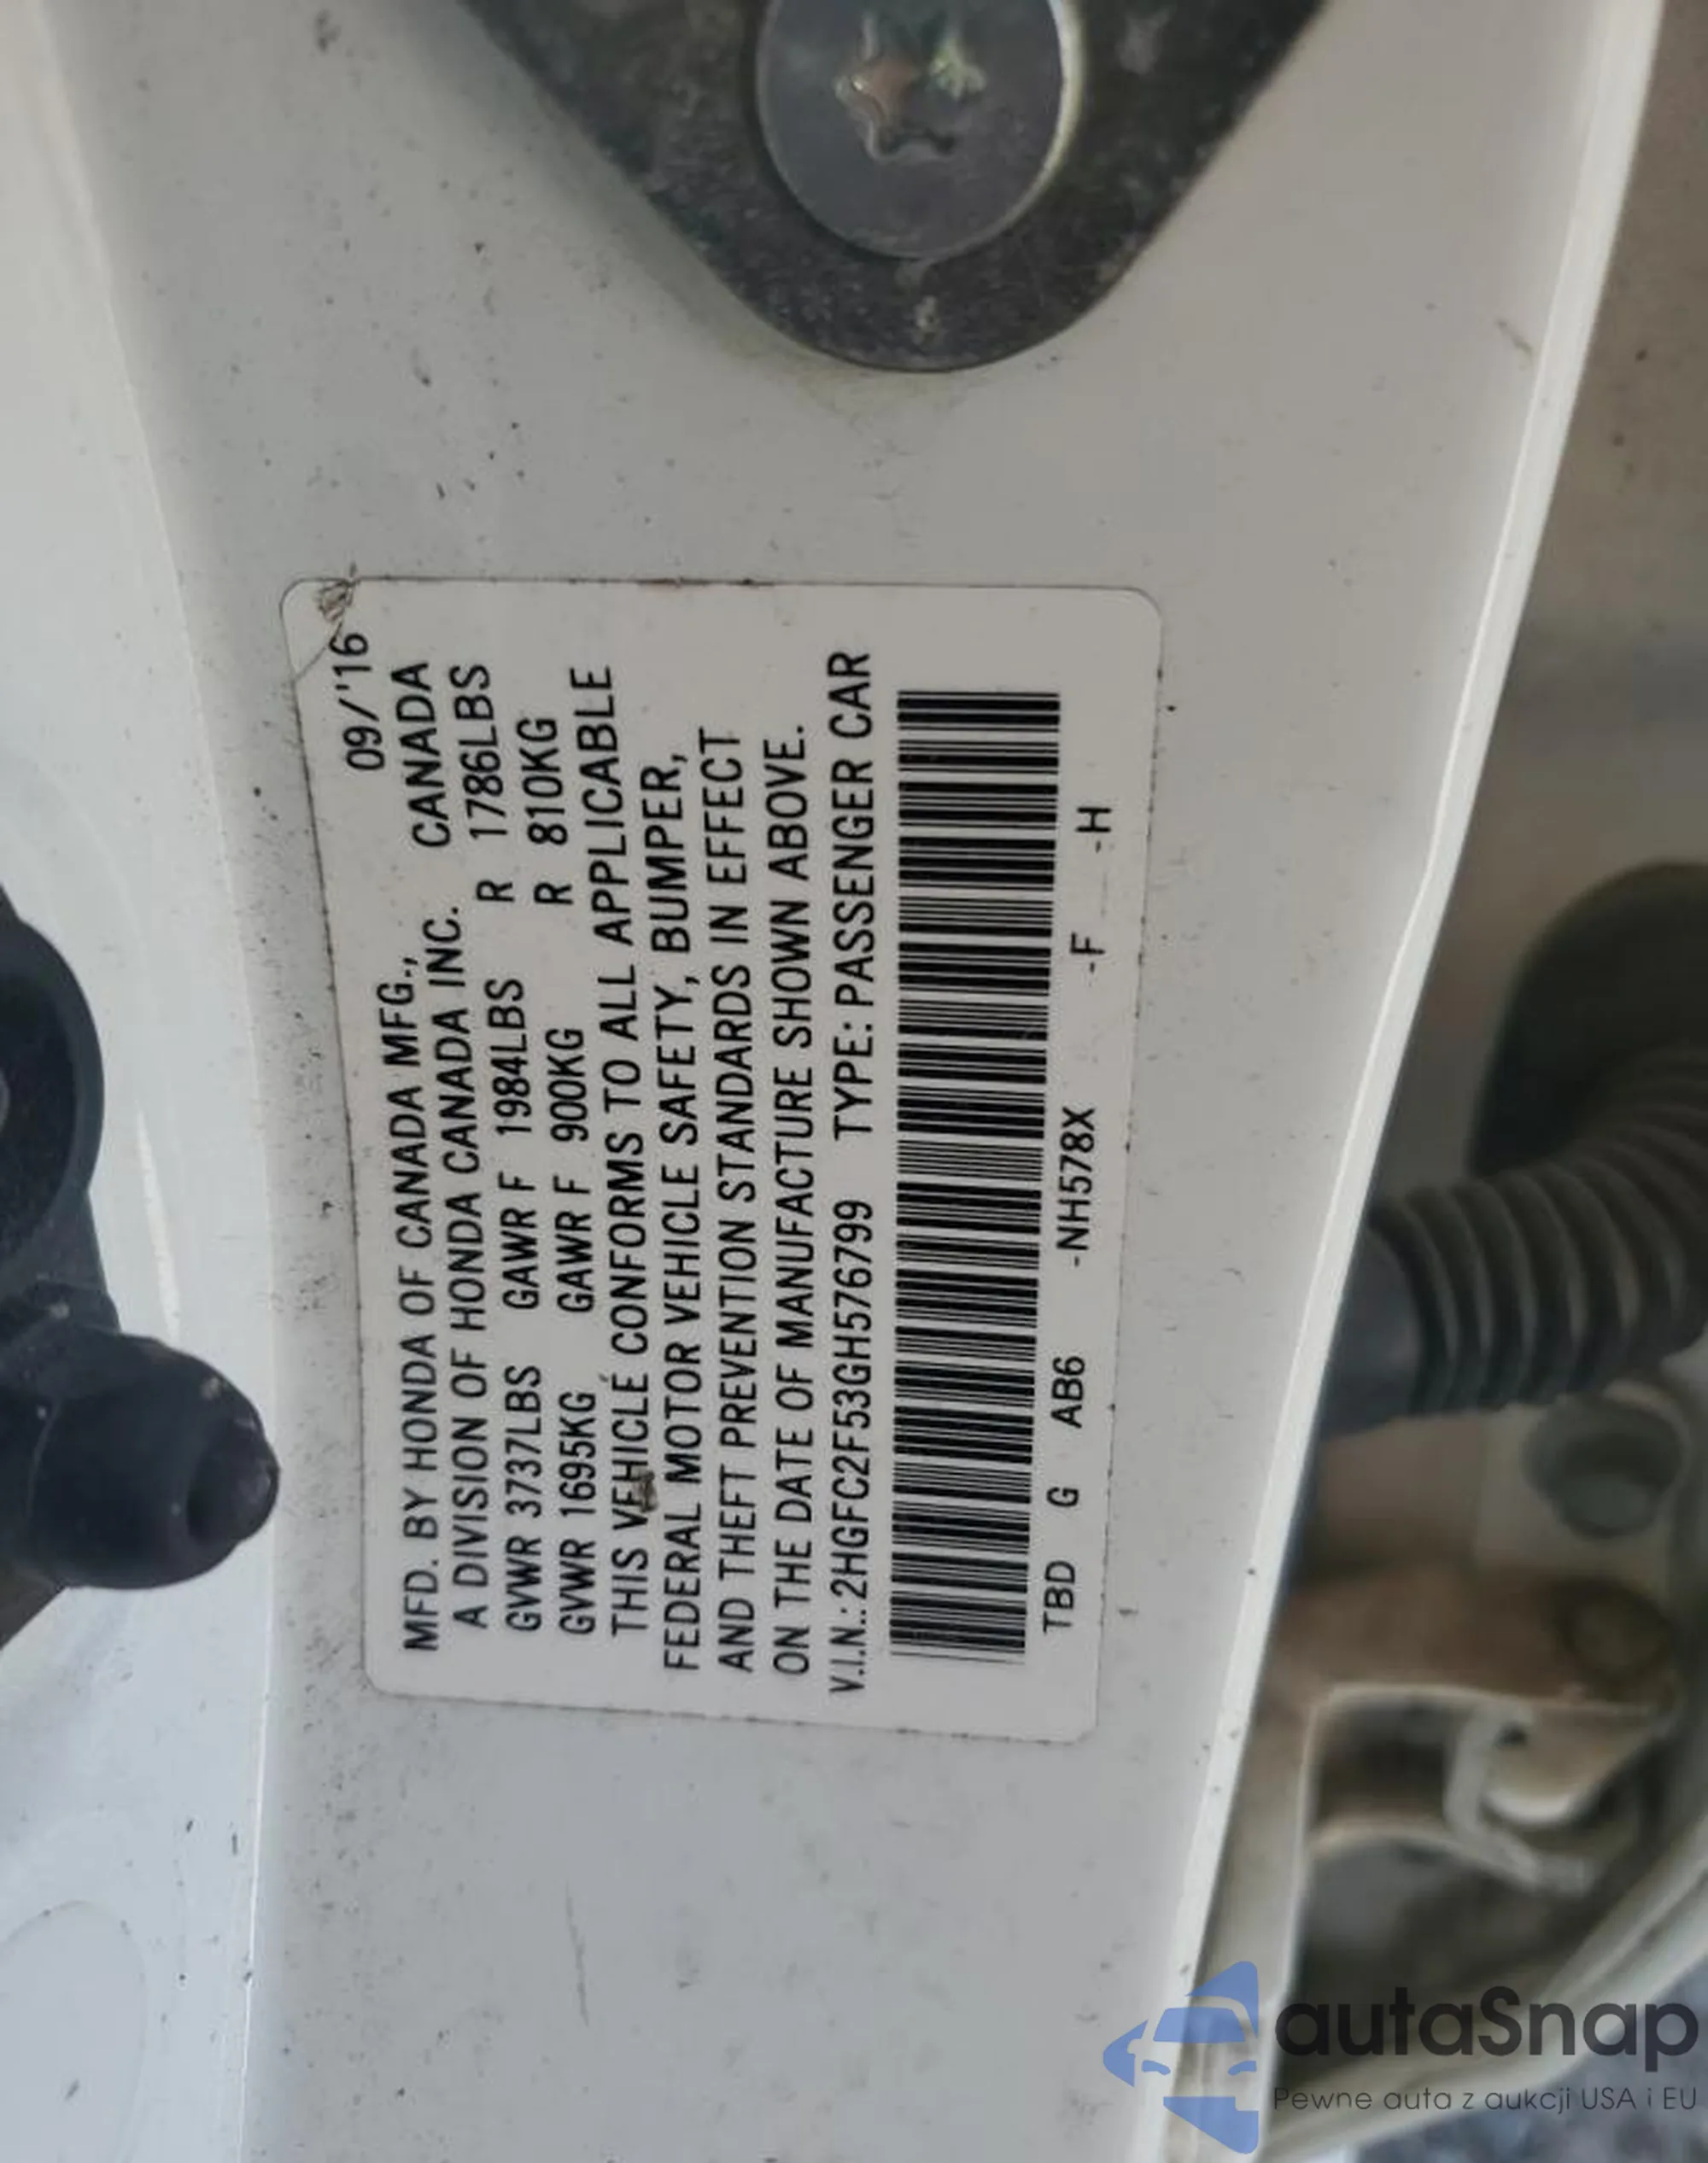 09/'16
MFD. BY HONDA OF CANADA MFG., CANADA
A DIVISION OF HONDA CANADA INC.
GVWR 3737LBS GAWR F 1984LBS R 1786LBS
GVWR 1695KG GAWR F 900KG R 810KG
THIS VEHICLE CONFORMS TO ALL APPLICABLE
FEDERAL MOTOR VEHICLE SAFETY, BUMPER,
AND THEFT PREVENTION STANDARDS IN EFFECT
ON THE DATE OF MANUFACTURE SHOWN ABOVE.
V.I.N.: 2HGFC2F53GH576799 TYPE: PASSENGER CAR
TBD G AB6 -NH578X -F -H
autaSnap
Pewne auta z aukcji USA i EU